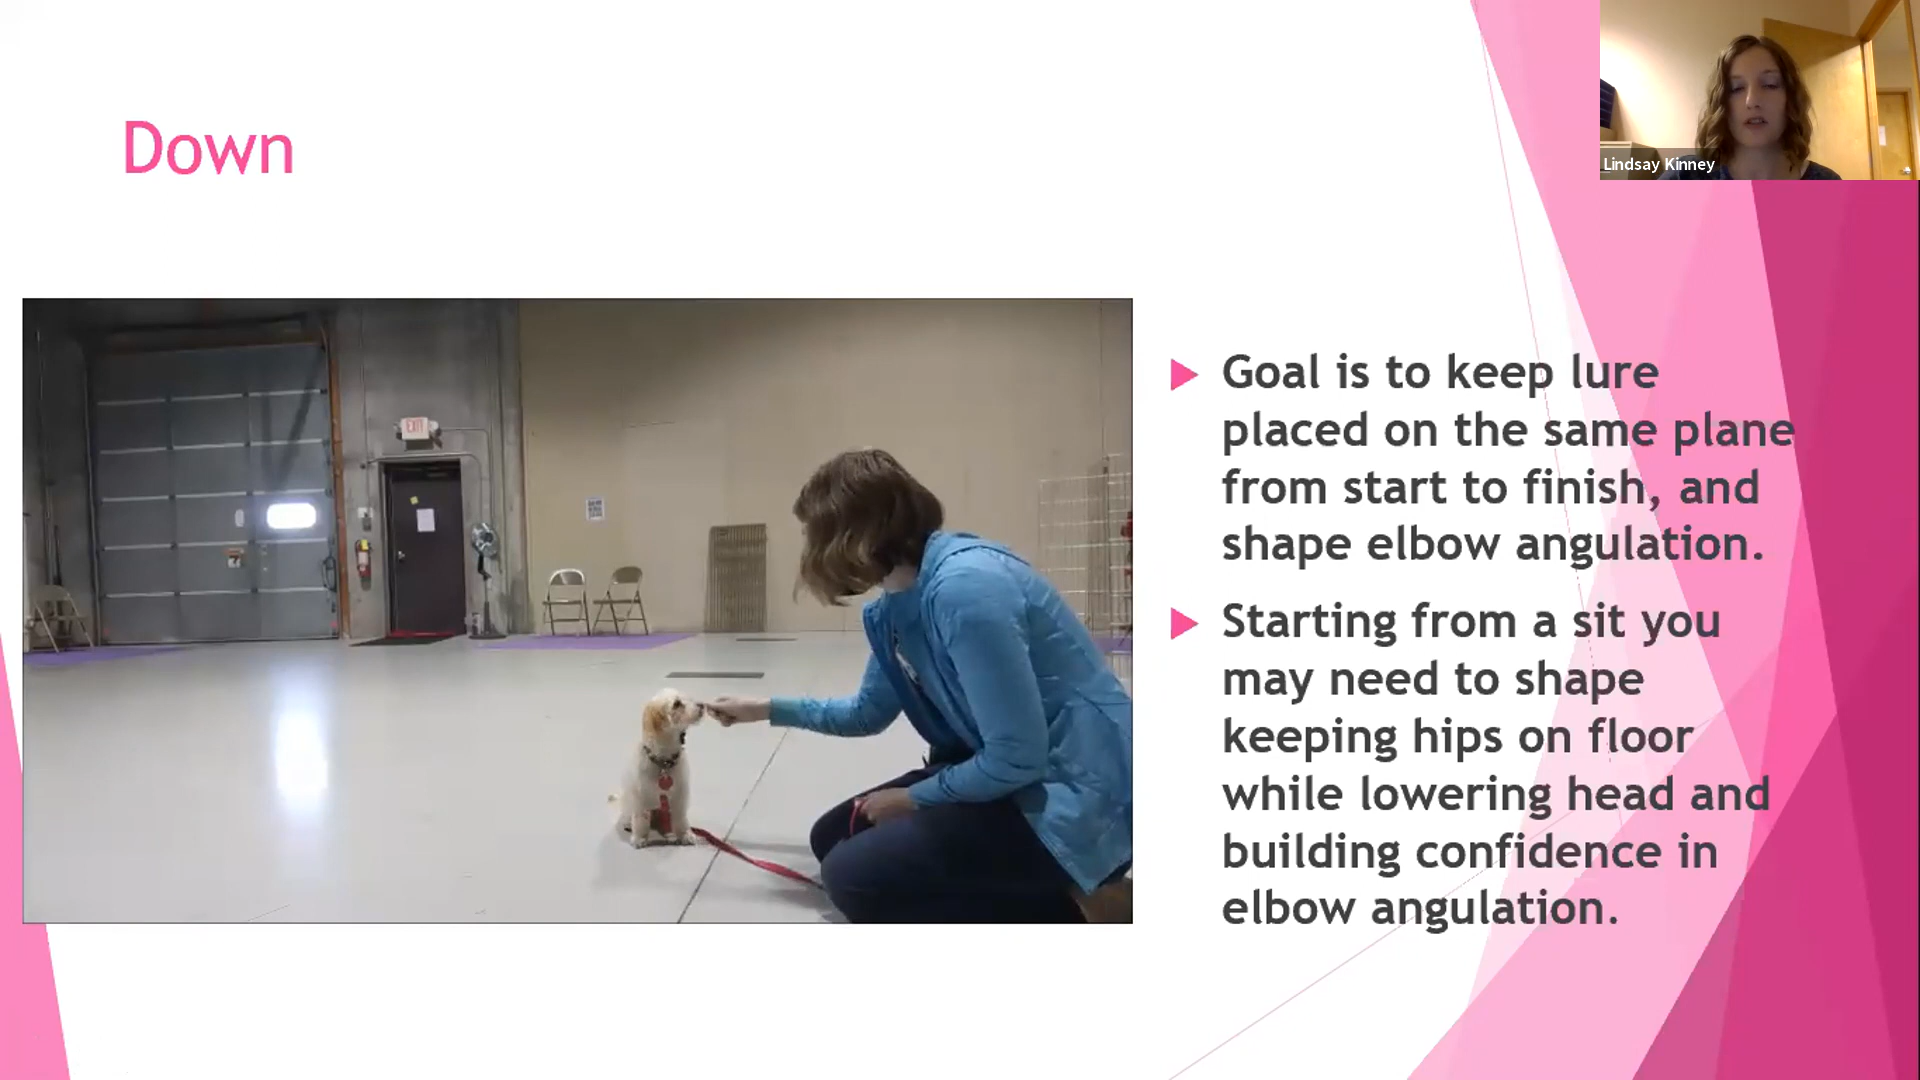 Down
Lindsay Kinney
EXIT
Goal is to keep lure
placed on the same plane
from start to finish, and
shape elbow angulation.
Starting from a sit you
may need to shape
keeping hips on floor
while lowering head and
building confidence in
elbow angulation.